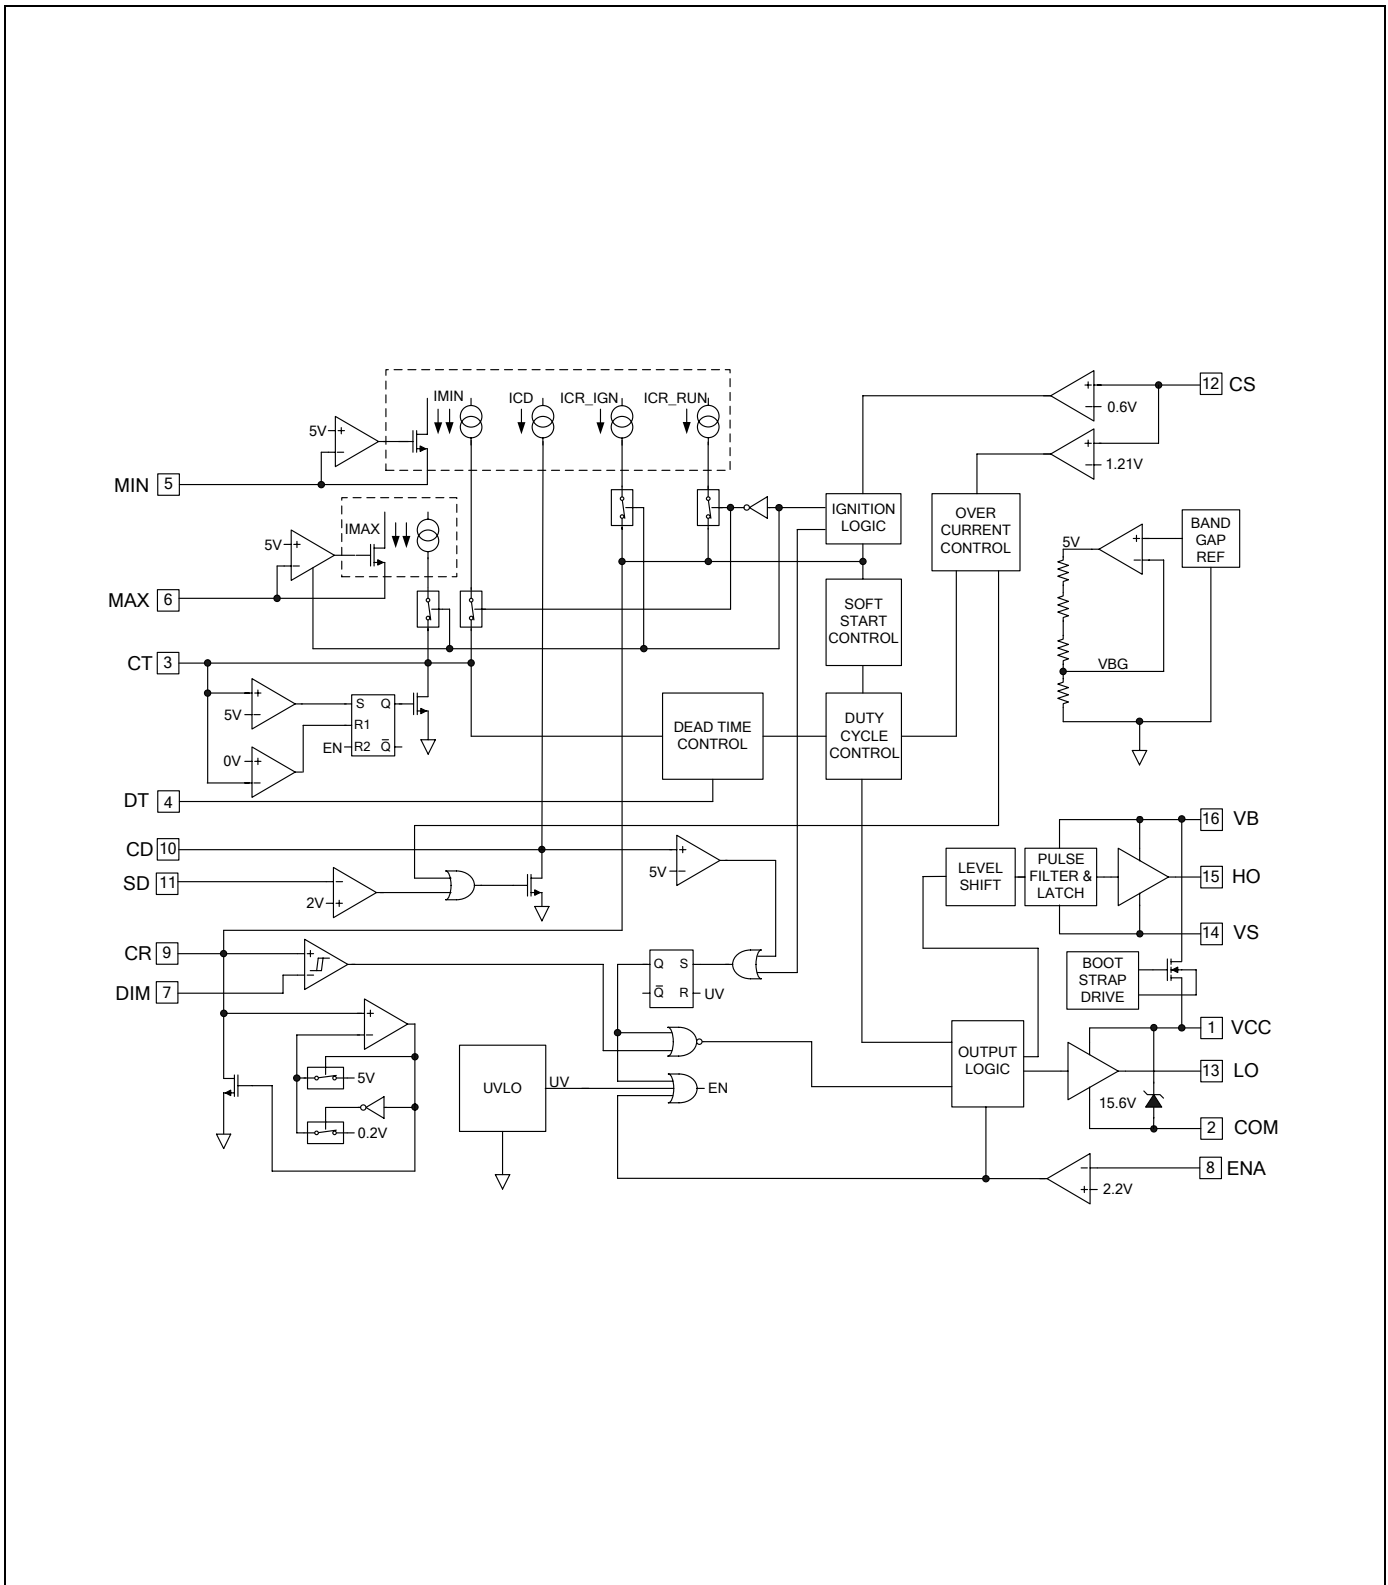 IMIN
ICD
ICR_IGN
ICR_RUN
+
-
0.6V
12 CS
+
-
1.21V
5V
+
-
MIN 5
IMAX
5V
+
-
MAX 6
IGNITION
LOGIC
OVER
CURRENT
CONTROL
5V
+
-
BAND
GAP
REF
VBG
SOFT
START
CONTROL
CT 3
+
5V
-
S Q
R1
EN R2 Q̅
0V
+
-
DEAD TIME
CONTROL
DUTY
CYCLE
CONTROL
DT 4
CD 10
SD 11
-
2V
+
+
5V
-
LEVEL
SHIFT
PULSE
FILTER &
LATCH
16 VB
15 HO
14 VS
CR 9
DIM 7
+
-
Q S
Q̅ R UV
BOOT
STRAP
DRIVE
+
-
5V
0.2V
UVLO
UV
EN
OUTPUT
LOGIC
15.6V
1 VCC
13 LO
2 COM
8 ENA
-
+
2.2V